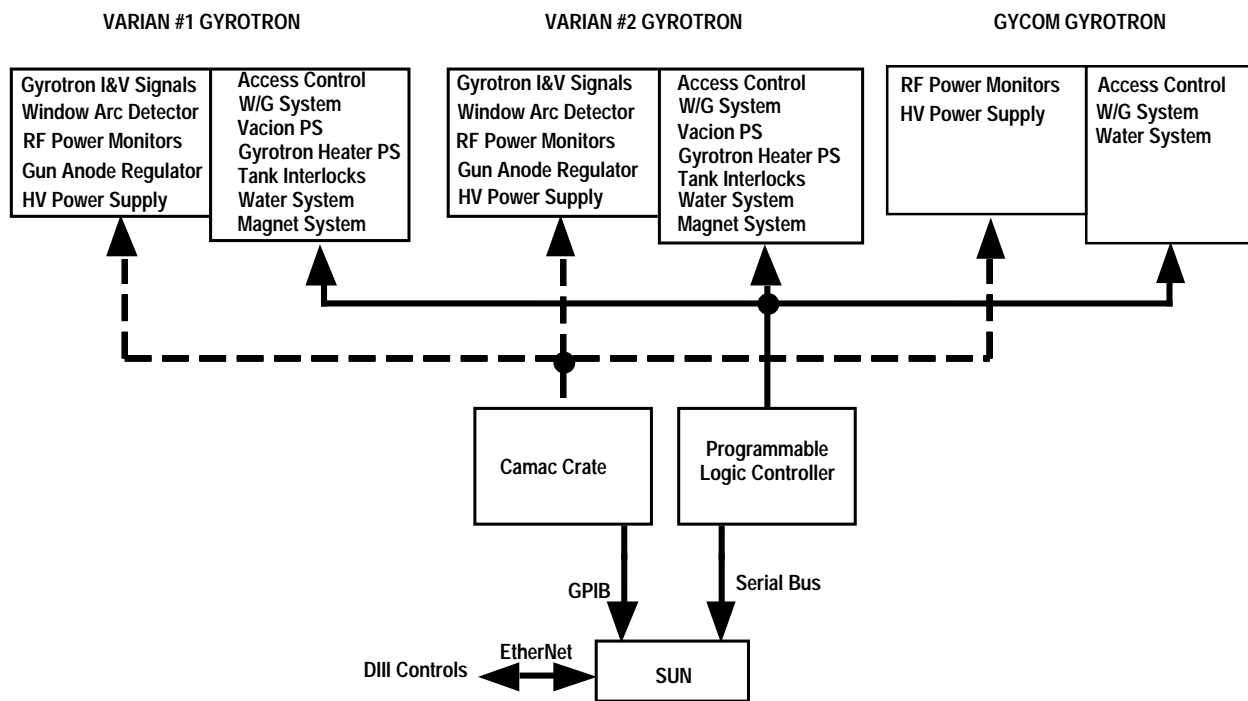 VARIAN #1 GYROTRON
VARIAN #2 GYROTRON
GYCOM GYROTRON
Gyrotron I&V Signals
Window Arc Detector
RF Power Monitors
Gun Anode Regulator
HV Power Supply
Access Control
W/G System
Vacion PS
Gyrotron Heater PS
Tank Interlocks
Water System
Magnet System
Gyrotron I&V Signals
Window Arc Detector
RF Power Monitors
Gun Anode Regulator
HV Power Supply
Access Control
W/G System
Vacion PS
Gyrotron Heater PS
Tank Interlocks
Water System
Magnet System
RF Power Monitors
HV Power Supply
Access Control
W/G System
Water System
Camac Crate
Programmable
Logic Controller
GPIB
Serial Bus
EtherNet
DIII Controls
SUN